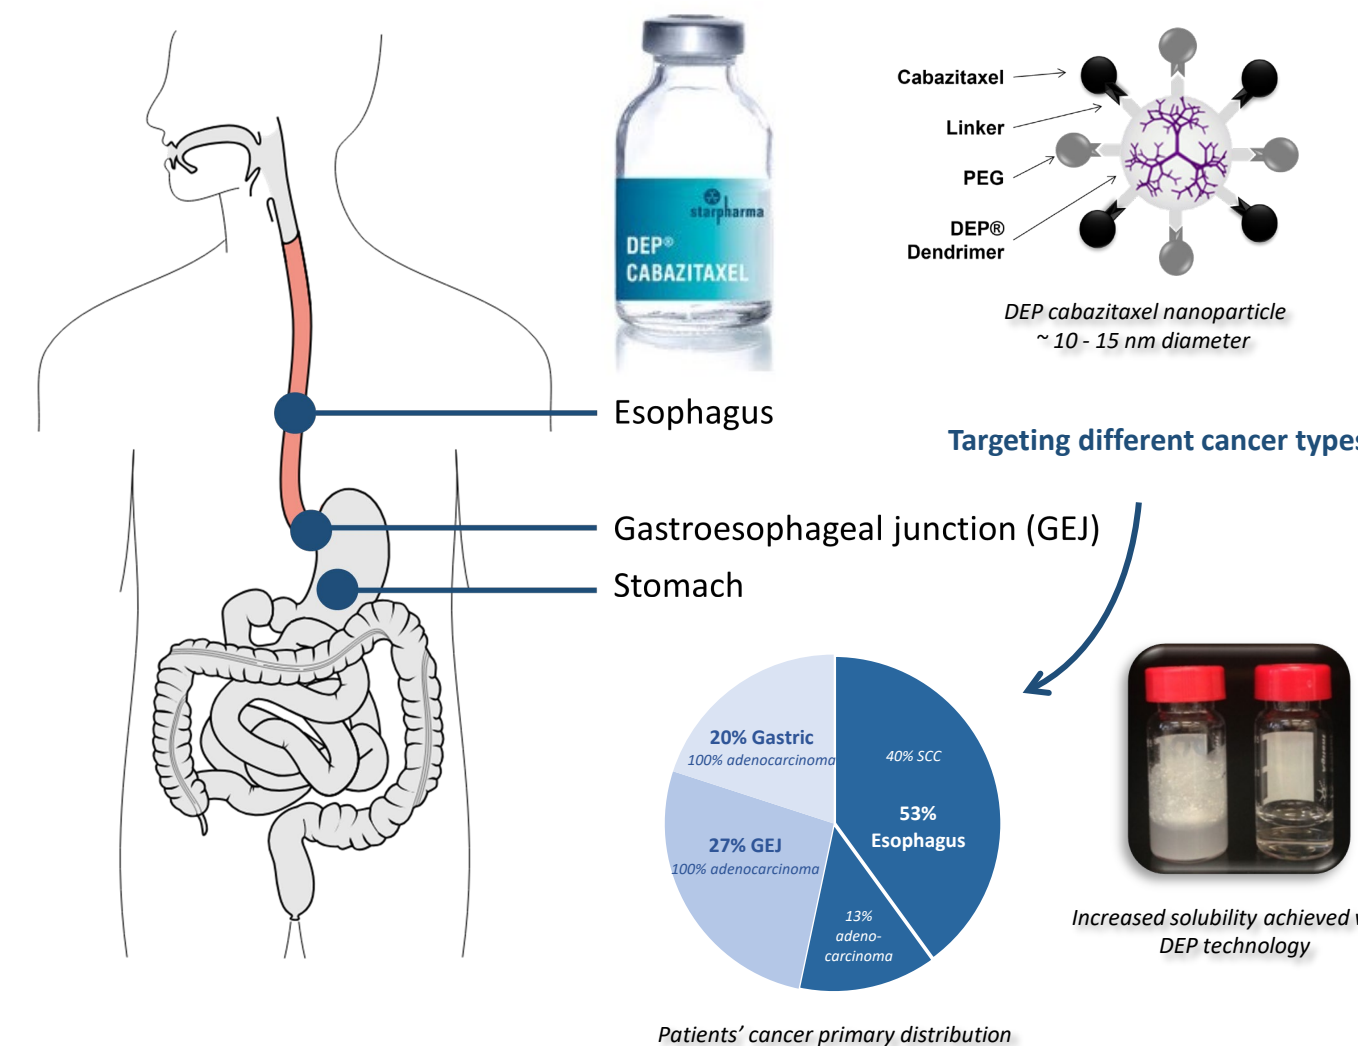 starpharma
DEP®
CABAZITAXEL
Cabazitaxel
Linker
PEG
DEP®
Dendrimer
DEP cabazitaxel nanoparticle
~ 10 - 15 nm diameter
Esophagus
Gastroesophageal junction (GEJ)
Stomach
Targeting different cancer types
20% Gastric
100% adenocarcinoma
40% SCC
53%
Esophagus
27% GEJ
100% adenocarcinoma
13%
adeno-
carcinoma
Patients' cancer primary distribution
Increased solubility achieved
DEP technology